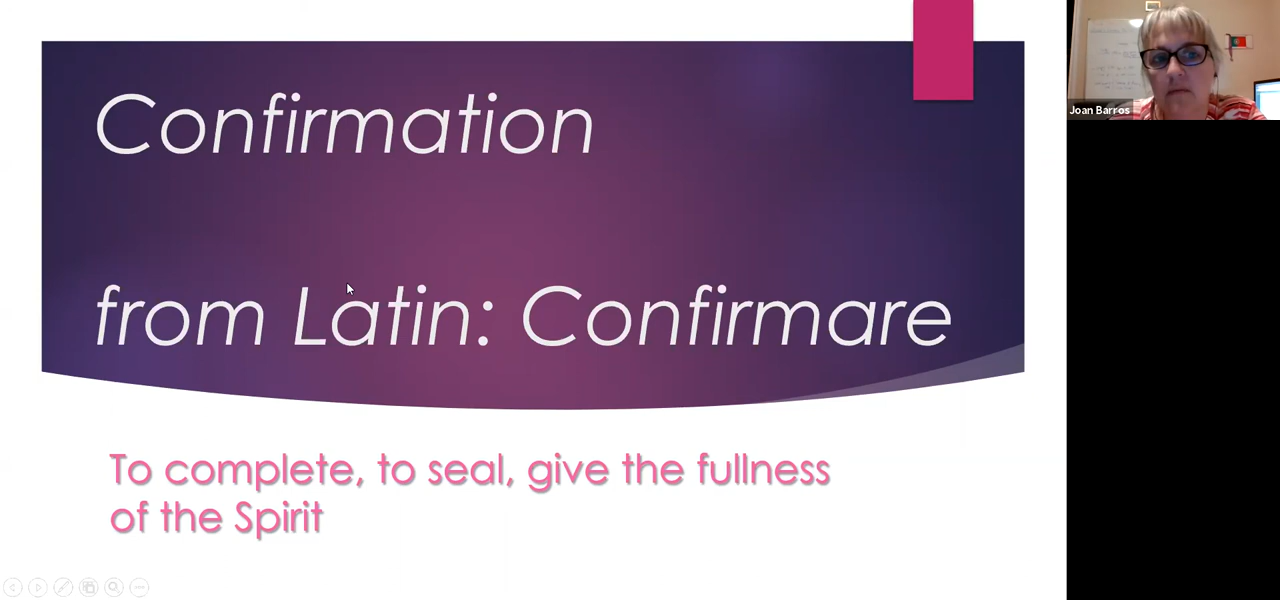 Confirmation
from Latin: Confirmare
To complete, to seal, give the fullness
of the Spirit
Joan Barros